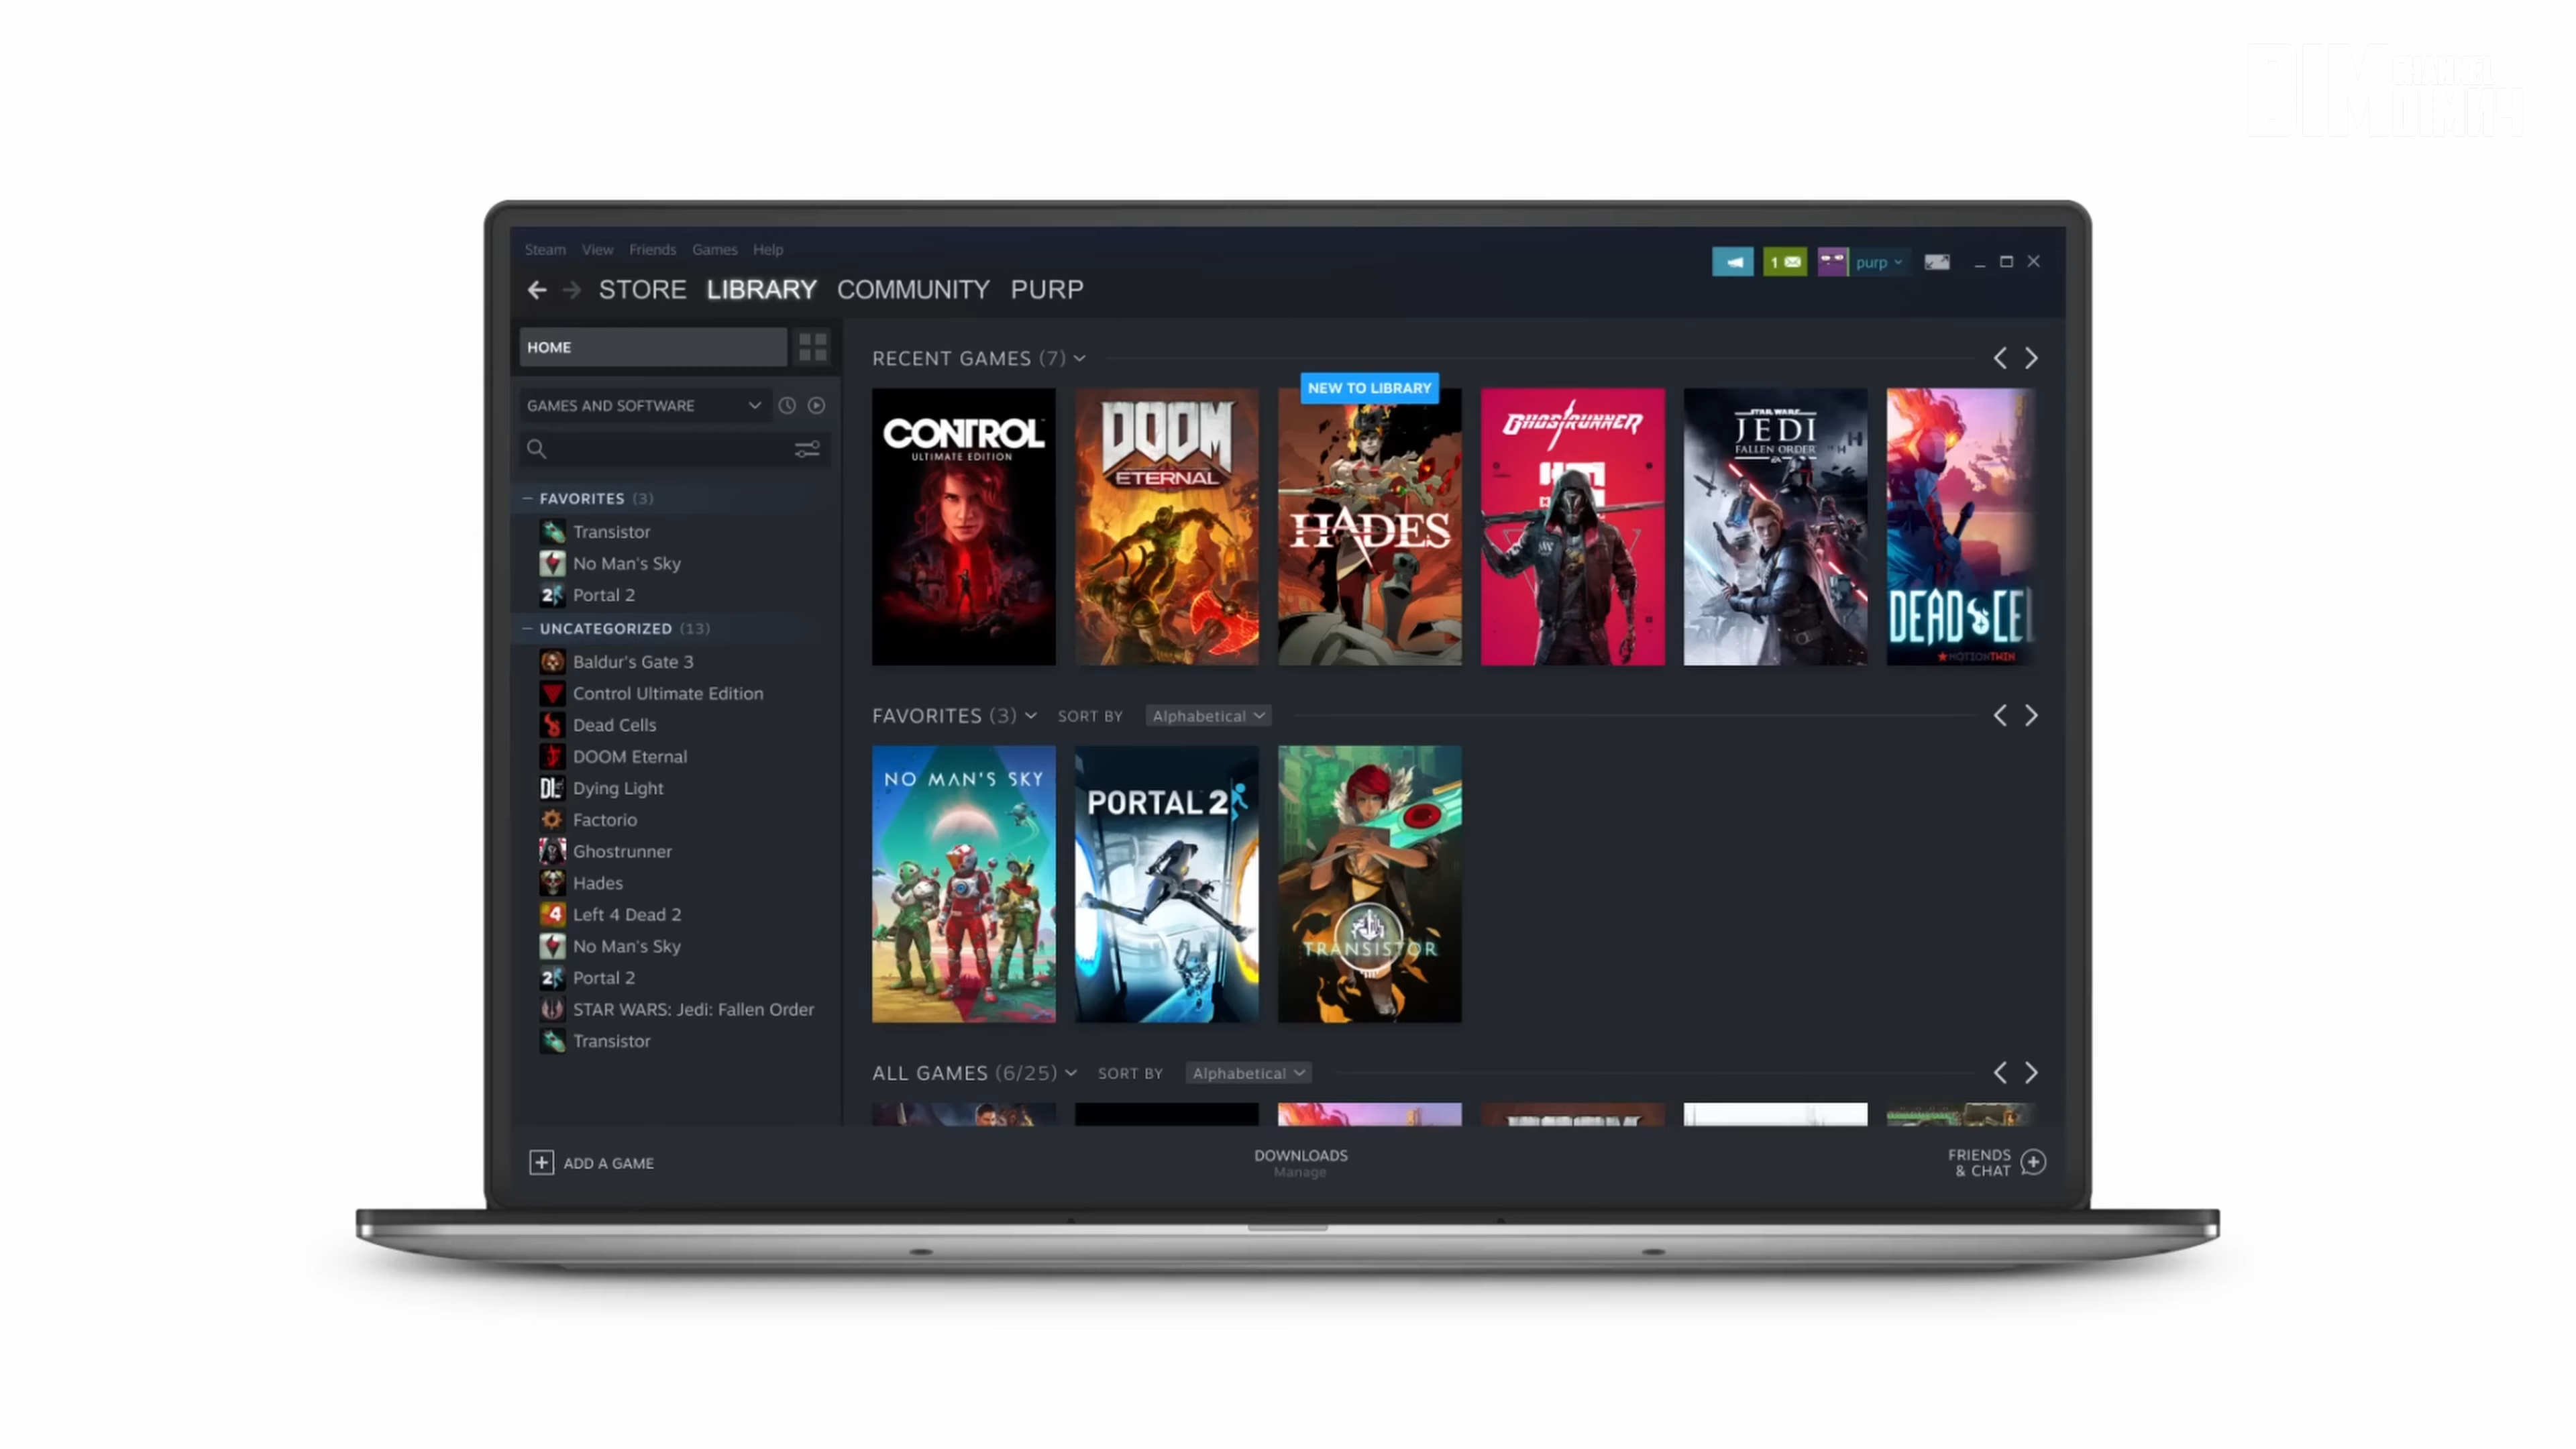 DIM CHANNEL
DIMИЧ
Steam View Friends Games Help
1
purp
STORE LIBRARY COMMUNITY PURP
HOME
GAMES AND SOFTWARE
FAVORITES (3)
Transistor
No Man's Sky
Portal 2
UNCATEGORIZED (13)
Baldur's Gate 3
Control Ultimate Edition
Dead Cells
DOOM Eternal
Dying Light
Factorio
Ghostrunner
Hades
Left 4 Dead 2
No Man's Sky
Portal 2
STAR WARS: Jedi: Fallen Order
Transistor
RECENT GAMES (7)
NEW TO LIBRARY
CONTROL
ULTIMATE EDITION
DOOM
ETERNAL
HADES
GHOSTRUNNER
STAR WARS
JEDI
FALLEN ORDER
EA
DEAD CEL
MOTIONTWIN
FAVORITES (3) SORT BY Alphabetical
NO MAN'S SKY
PORTAL 2
TRANSISTOR
ALL GAMES (6/25) SORT BY Alphabetical
ADD A GAME
DOWNLOADS
Manage
FRIENDS
& CHAT